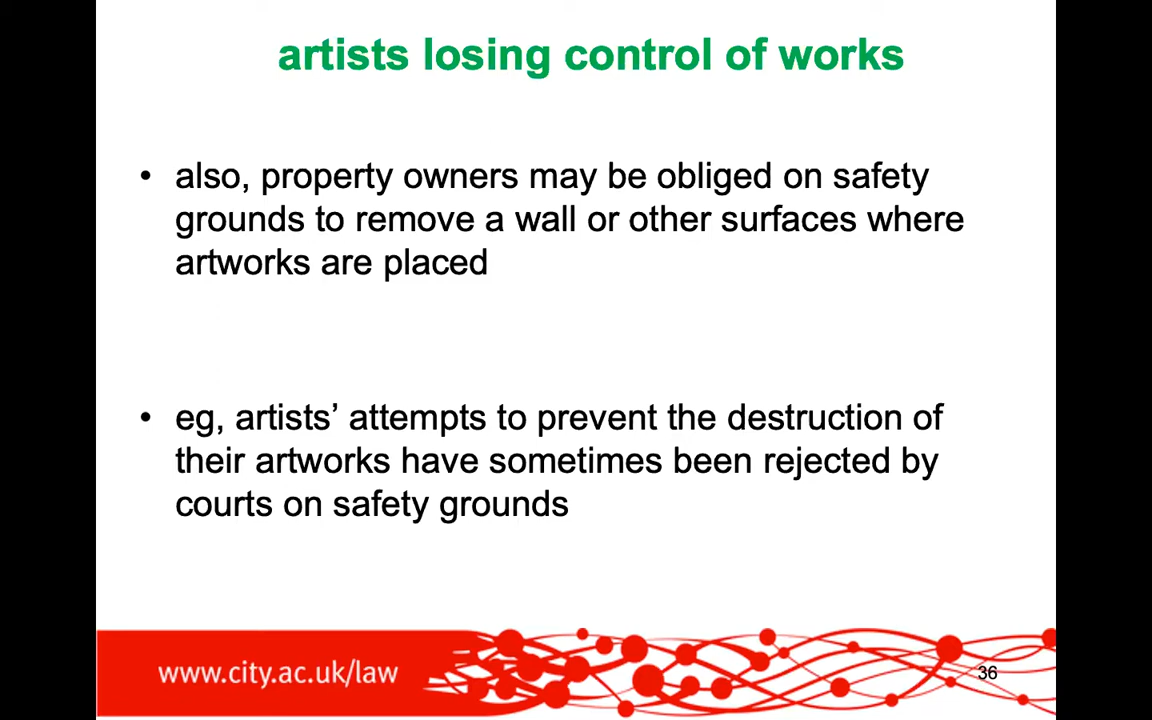 artists losing control of works
• also, property owners may be obliged on safety
grounds to remove a wall or other surfaces where
artworks are placed
• eg, artists’ attempts to prevent the destruction of
their artworks have sometimes been rejected by
courts on safety grounds
www.city.ac.uk/law
36